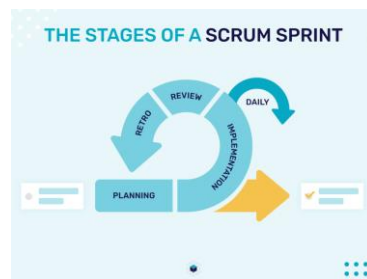 THE STAGES OF A SCRUM SPRINT
REVIEW
DAILY
RETRO
IMPLEMENTATION
PLANNING